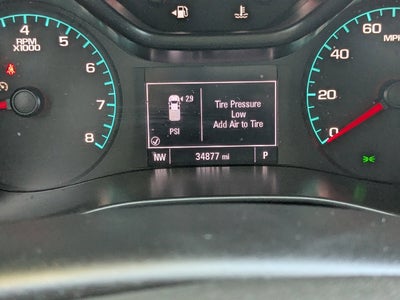 4 5 6 7 8
RPM
X1000
29
PSI
Tire Pressure
Low
Add Air to Tire
NW 34877 mi P
0 20 40 60
MPH